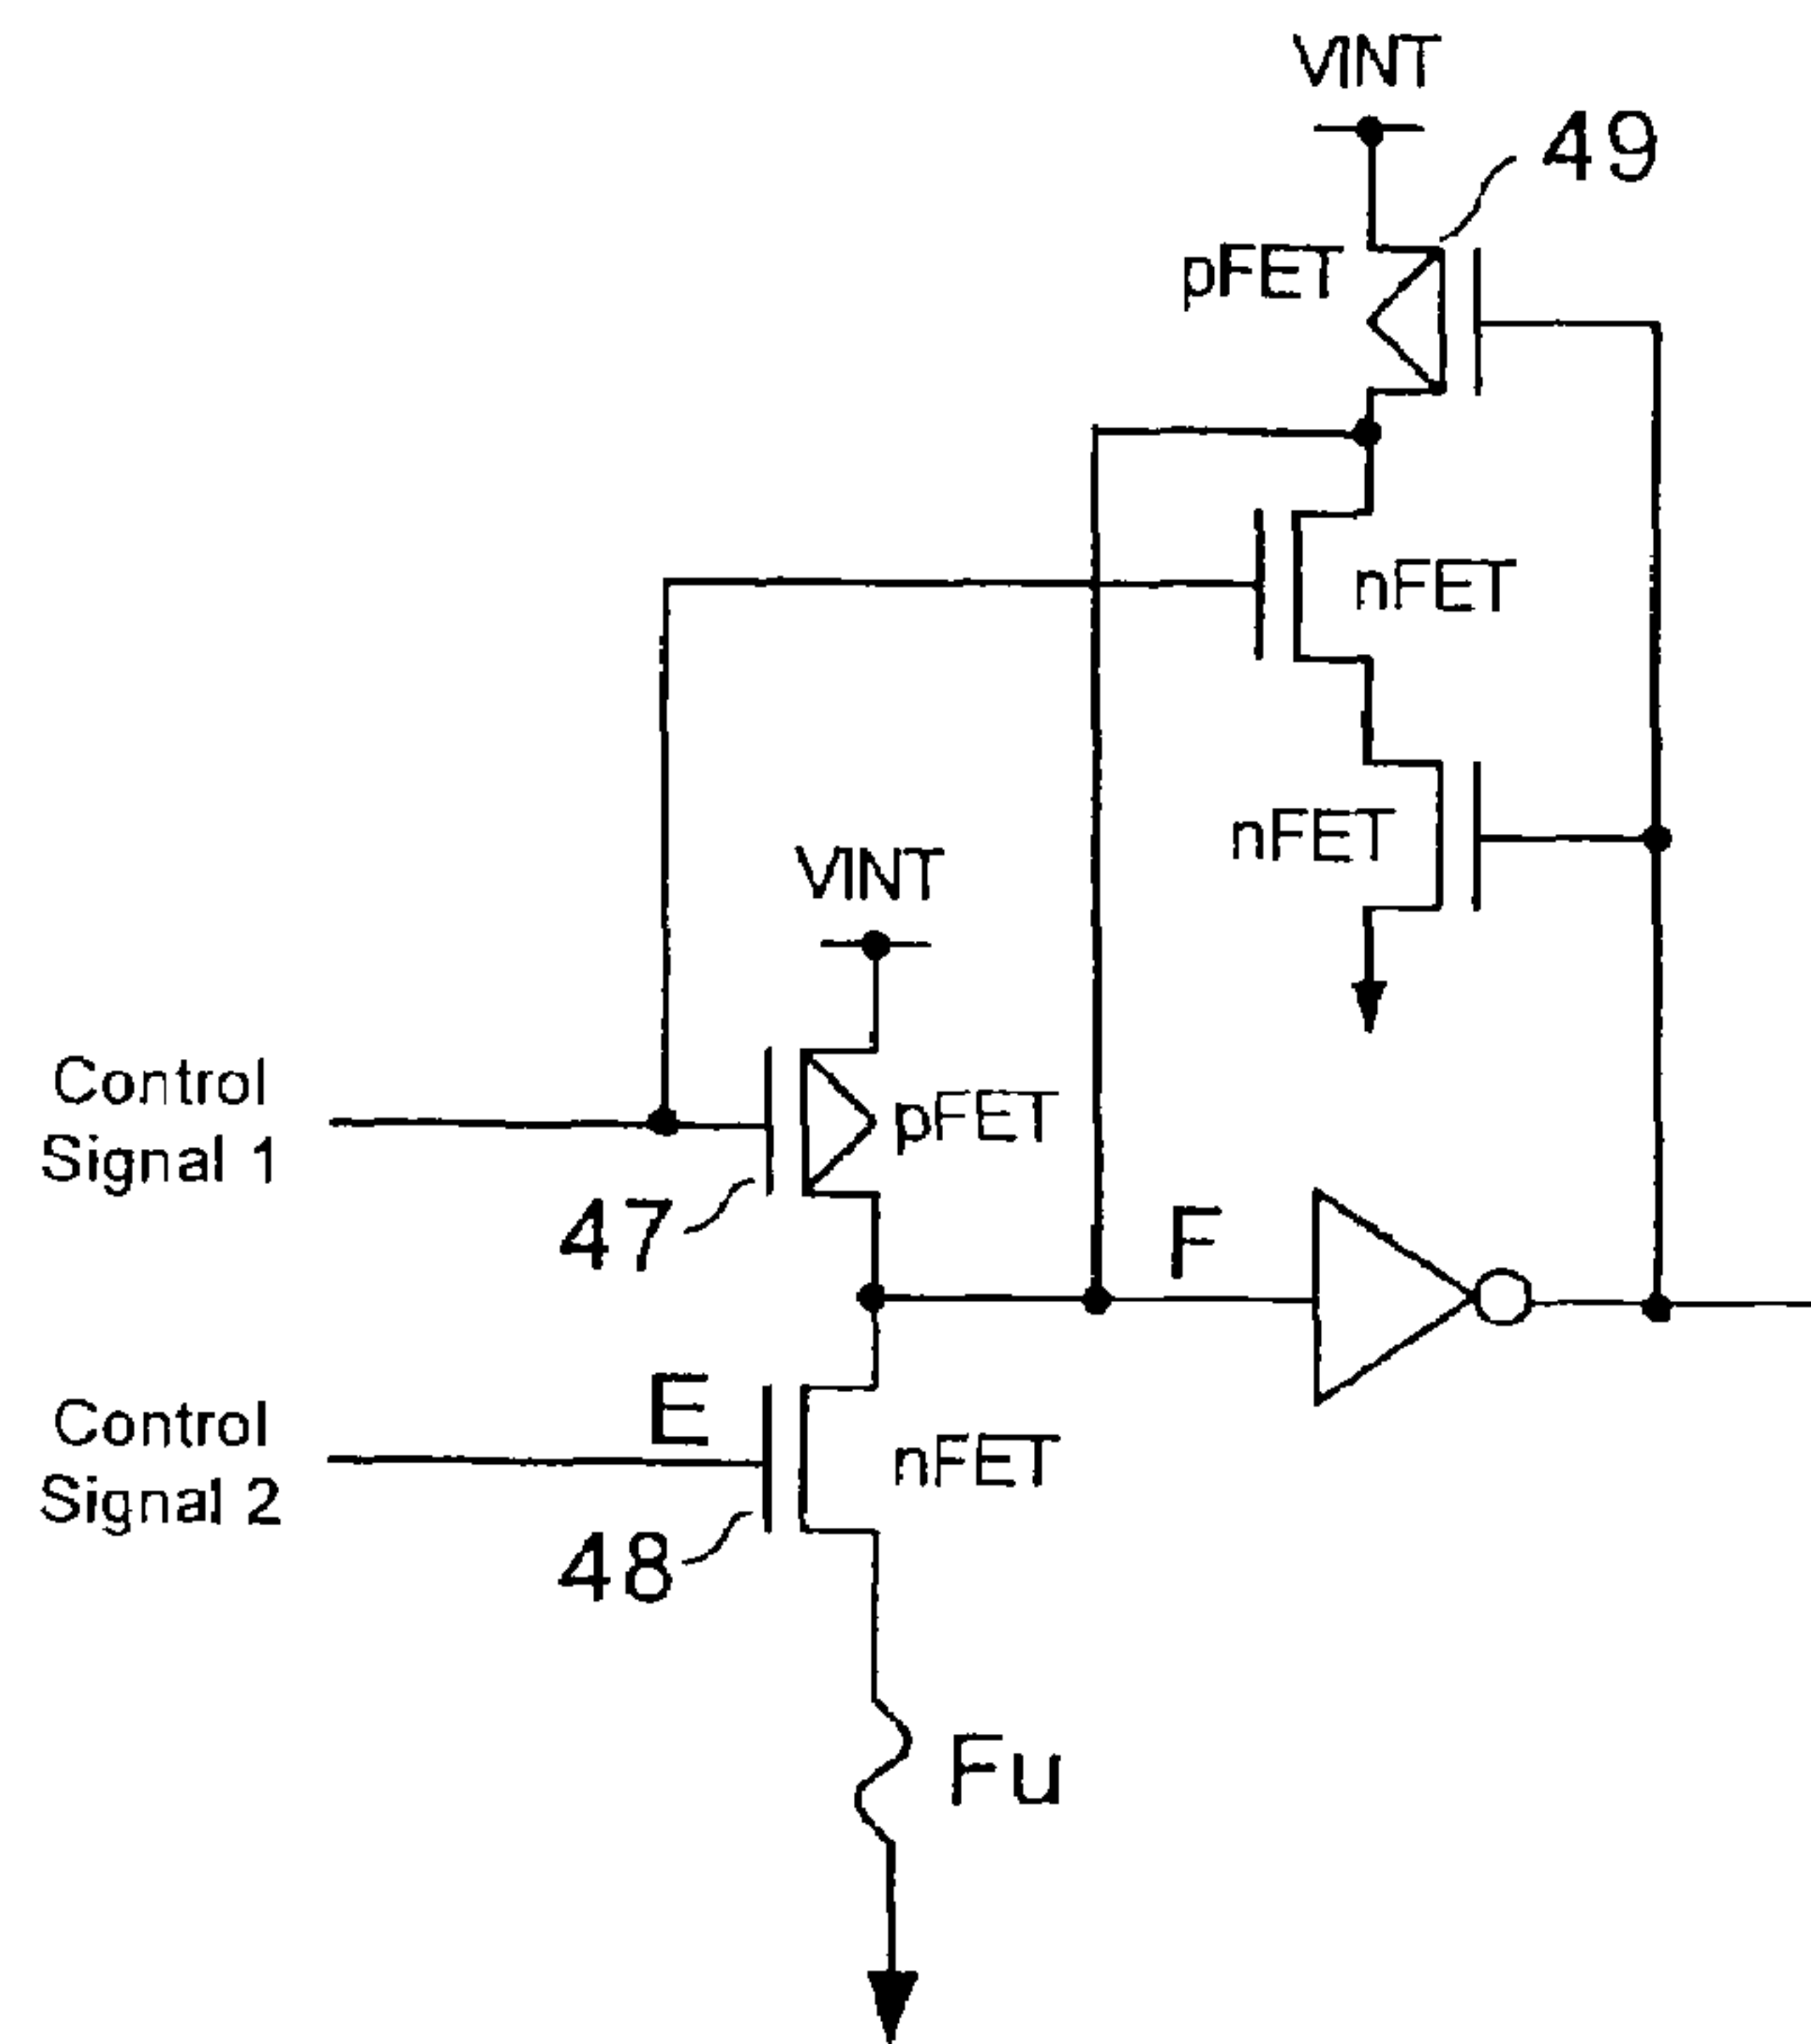 VINT
49
pFET
nFET
nFET
VINT
Control
Signal 1
pFET
47
F
E
Control
Signal 2
nFET
48
Fu